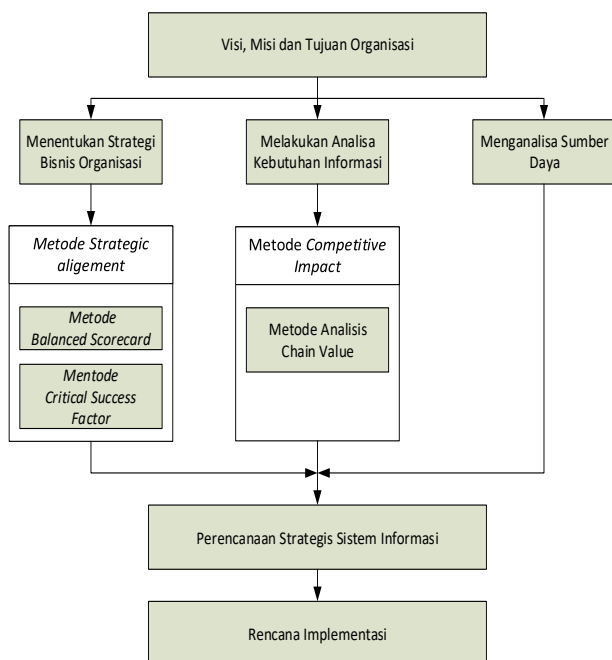 Visi, Misi dan Tujuan Organisasi
Menentukan Strategi
Bisnis Organisasi
Melakukan Analisa
Kebutuhan Informasi
Menganalisa Sumber
Daya
Metode Strategic
aligement
Metode Competitive
Impact
Metode
Balanced Scorecard
Mentode
Critical Success
Factor
Metode Analisis
Chain Value
Perencanaan Strategis Sistem Informasi
Rencana Implementasi